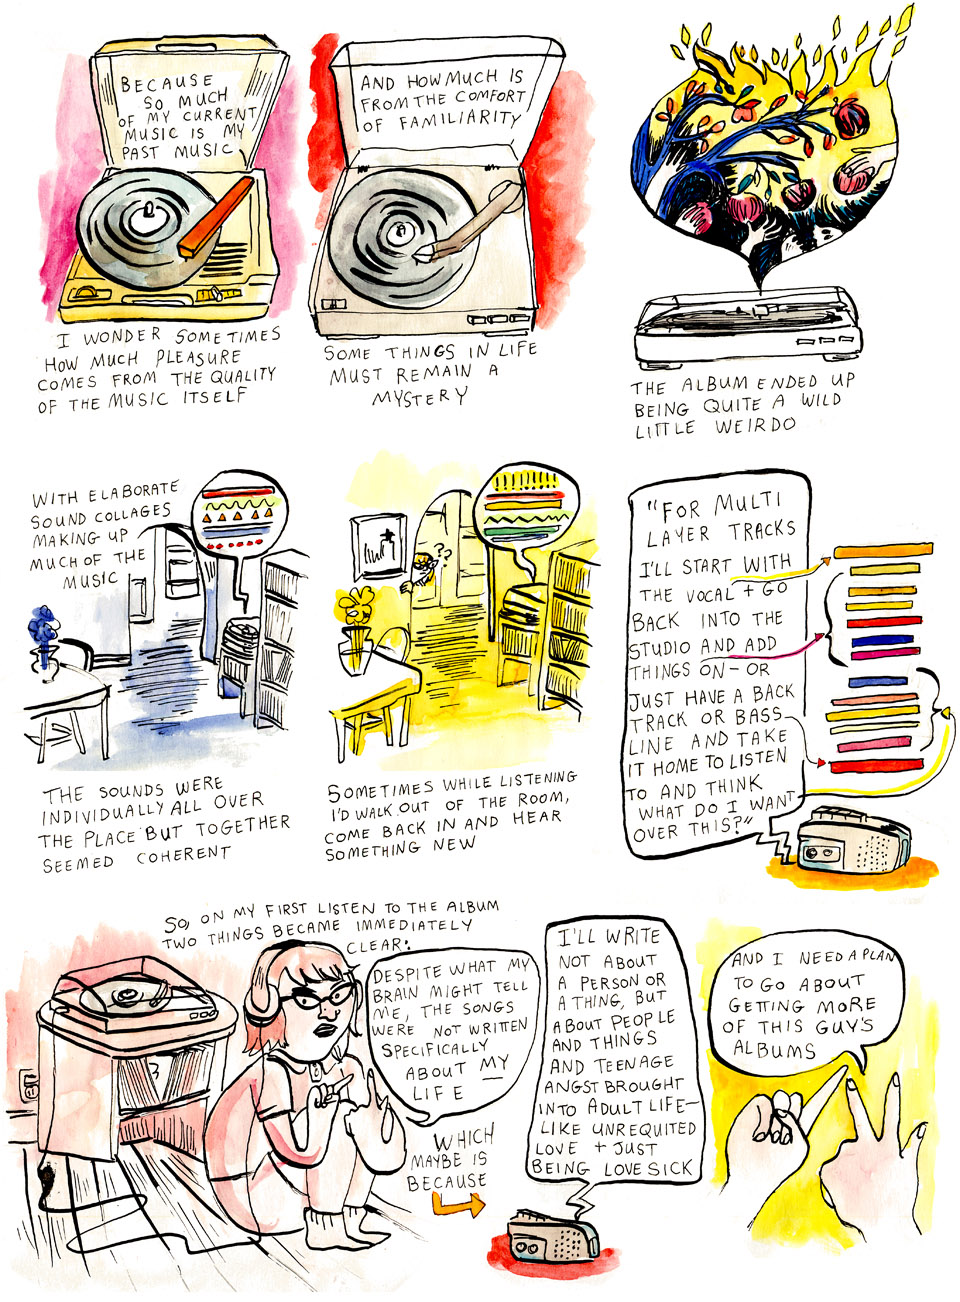 BECAUSE
SO MUCH
OF MY CURRENT
MUSIC IS MY
PAST MUSIC
I WONDER SOMETIMES
HOW MUCH PLEASURE
COMES FROM THE QUALITY
OF THE MUSIC ITSELF
AND HOW MUCH IS
FROM THE COMFORT
OF FAMILIARITY
SOME THINGS IN LIFE
MUST REMAIN A
MYSTERY
THE ALBUM ENDED UP
BEING QUITE A WILD
LITTLE WEIRDO
WITH ELABORATE
SOUND COLLAGES
MAKING UP
MUCH OF THE
MUSIC
THE SOUNDS WERE
INDIVIDUALLY ALL OVER
THE PLACE BUT TOGETHER
SEEMED COHERENT
??
SOMETIMES WHILE LISTENING
I'D WALK OUT OF THE ROOM,
COME BACK IN AND HEAR
SOMETHING NEW
"FOR MULTI
LAYER TRACKS
I'LL START WITH
THE VOCAL + GO
BACK INTO THE
STUDIO AND ADD
THINGS ON - OR
JUST HAVE A BACK
TRACK OR BASS
LINE AND TAKE
IT HOME TO LISTEN
TO AND THINK
WHAT DO I WANT
OVER THIS?"
SO, ON MY FIRST LISTEN TO THE ALBUM
TWO THINGS BECAME IMMEDIATELY
CLEAR:
DESPITE WHAT MY
BRAIN MIGHT TELL
ME, THE SONGS
WERE NOT WRITTEN
SPECIFICALLY
ABOUT MY
LIFE
WHICH
MAYBE IS
BECAUSE
I'LL WRITE
NOT ABOUT
A PERSON OR
A THING, BUT
ABOUT PEOPLE
AND THINGS
AND TEENAGE
ANGST BROUGHT
INTO ADULT LIFE—
LIKE UNREQUITED
LOVE + JUST
BEING LOVESICK
AND I NEED A PLAN
TO GO ABOUT
GETTING MORE
OF THIS GUY'S
ALBUMS